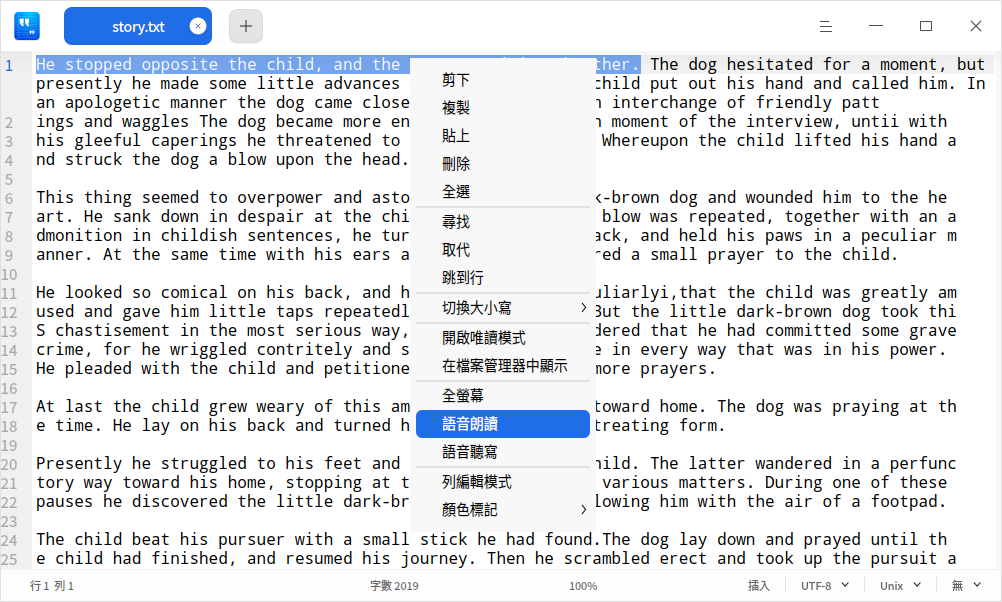 story.txt
1 He stopped opposite the child, and the ther. The dog hesitated for a moment, but
presently he made some little advances child put out his hand and called him. In
an apologetic manner the dog came close n interchange of friendly patt
2 ings and waggles The dog became more en n moment of the interview, untii with
3 his gleeful caperings he threatened to Whereupon the child lifted his hand a
4 nd struck the dog a blow upon the head.
5
6 This thing seemed to overpower and asto k-brown dog and wounded him to the he
7 art. He sank down in despair at the chi blow was repeated, together with an a
8 dmonition in childish sentences, he tur ack, and held his paws in a peculiar m
9 anner. At the same time with his ears a red a small prayer to the child.
10
11 He looked so comical on his back, and h uliarlyi,that the child was greatly am
12 used and gave him little taps repeatedl But the little dark-brown dog took thi
13 S chastisement in the most serious way, dered that he had committed some grave
14 crime, for he wriggled contritely and s e in every way that was in his power.
15 He pleaded with the child and petitione more prayers.
16
17 At last the child grew weary of this am toward home. The dog was praying at th
18 e time. He lay on his back and turned h treating form.
19
20 Presently he struggled to his feet and hild. The latter wandered in a perfunc
21 tory way toward his home, stopping at t various matters. During one of these
22 pauses he discovered the little dark-br lowing him with the air of a footpad.
23
24 The child beat his pursuer with a small stick he had found.The dog lay down and prayed until th
25 e child had finished, and resumed his journey. Then he scrambled erect and took up the pursuit a
剪下
複製
貼上
刪除
全選
尋找
取代
跳到行
切換大小寫
開啟唯讀模式
在檔案管理器中顯示
全螢幕
語音朗讀
語音聽寫
列編輯模式
顏色標記
行 1 列 1 字數 2019 100% 插入 UTF-8 Unix 無